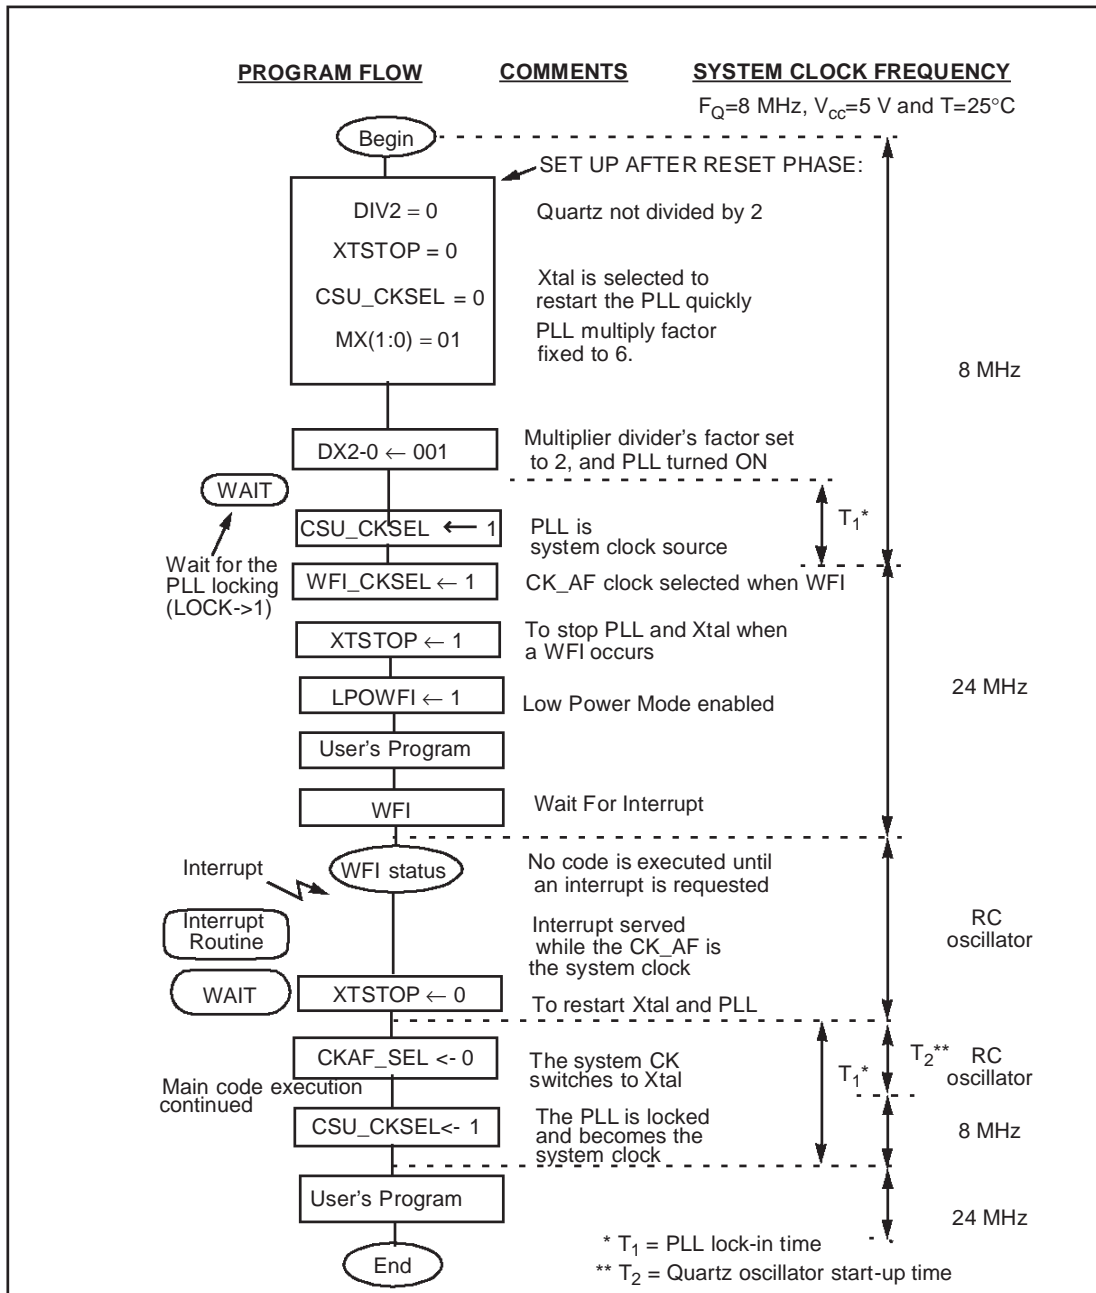 PROGRAM FLOW COMMENTS SYSTEM CLOCK FREQUENCY
F_Q=8 MHz, V_cc=5 V and T=25°C
Begin
SET UP AFTER RESET PHASE:
DIV2 = 0 Quartz not divided by 2
XTSTOP = 0
CSU_CKSEL = 0 Xtal is selected to
restart the PLL quickly
MX(1:0) = 01 PLL multiply factor
fixed to 6.
8 MHz
DX2-0 ← 001 Multiplier divider's factor set
to 2, and PLL turned ON
WAIT
T1*
CSU_CKSEL ← 1 PLL is
system clock source
Wait for the
PLL locking
(LOCK->1)
WFI_CKSEL ← 1 CK_AF clock selected when WFI
XTSTOP ← 1 To stop PLL and Xtal when
a WFI occurs
24 MHz
LPOWFI ← 1 Low Power Mode enabled
User's Program
WFI Wait For Interrupt
Interrupt
WFI status No code is executed until
an interrupt is requested
Interrupt
Routine
Interrupt served
while the CK_AF is
the system clock
RC
oscillator
WAIT
XTSTOP ← 0 To restart Xtal and PLL
CKAF_SEL <- 0 The system CK
switches to Xtal
T1*
T2**
RC
oscillator
Main code execution
continued
CSU_CKSEL<- 1 The PLL is locked
and becomes the
system clock
8 MHz
User's Program
24 MHz
End
* T1 = PLL lock-in time
** T2 = Quartz oscillator start-up time